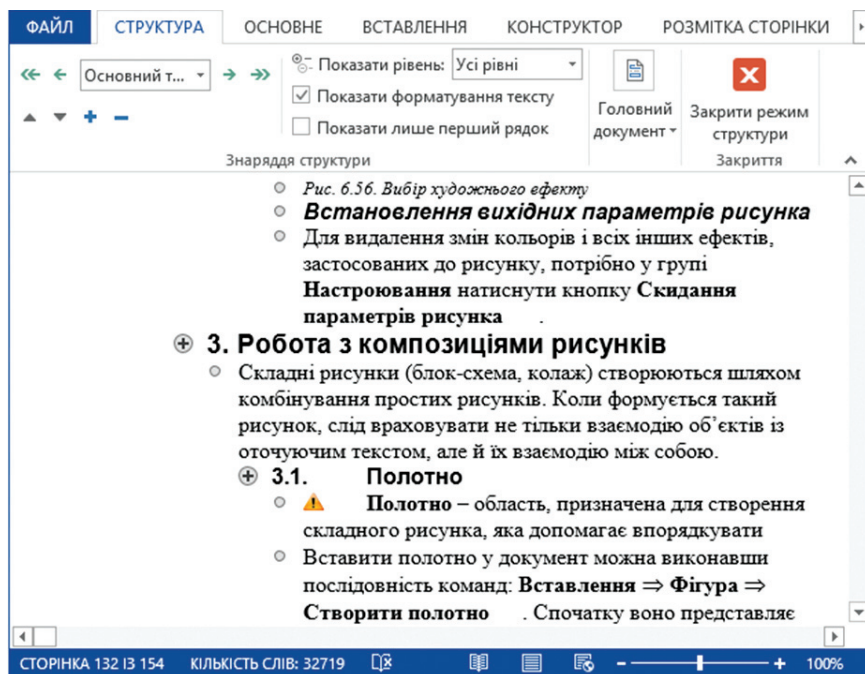 ФАЙЛ СТРУКТУРА ОСНОВНЕ ВСТАВЛЕННЯ КОНСТРУКТОР РОЗМІТКА СТОРІНКИ
Основний т...
Показати рівень: Усі рівні
Показати форматування тексту
Показати лише перший рядок
Знаряддя структури
Головний
документ
Закрити режим
структури
Закриття
Рис. 6.56. Вибір художнього ефекту
Встановлення вихідних параметрів рисунка
Для видалення змін кольорів і всіх інших ефектів,
застосованих до рисунку, потрібно у групі
Настроювання натиснути кнопку Скидання
параметрів рисунка .
3. Робота з композиціями рисунків
Складні рисунки (блок-схема, колаж) створюються шляхом
комбінування простих рисунків. Коли формується такий
рисунок, слід враховувати не тільки взаємодію об’єктів із
оточуючим текстом, але й їх взаємодію між собою.
3.1. Полотно
Полотно – область, призначена для створення
складного рисунка, яка допомагає впорядкувати
Вставити полотно у документ можна виконавши
послідовність команд: Вставлення ⇒ Фігура ⇒
Створити полотно . Спочатку воно представляє
СТОРІНКА 132 ІЗ 154 КІЛЬКІСТЬ СЛІВ: 32719 100%